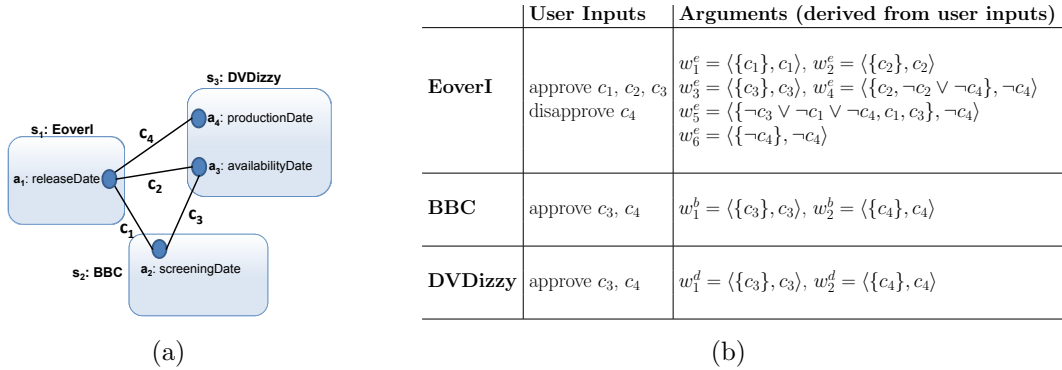 s₃: DVDizzy
a₄: productionDate
s₁: EoverI
c₄
a₃: availabilityDate
a₁: releaseDate
c₂
c₃
c₁
s₂: BBC
a₂: screeningDate
(a)
User Inputs Arguments (derived from user inputs)
w₁ᵉ = ⟨{c₁}, c₁⟩, w₂ᵉ = ⟨{c₂}, c₂⟩
EoverI approve c₁, c₂, c₃ w₃ᵉ = ⟨{c₃}, c₃⟩, w₄ᵉ = ⟨{c₂, ¬c₂ ∨ ¬c₄}, ¬c₄⟩
disapprove c₄ w₅ᵉ = ⟨{¬c₃ ∨ ¬c₁ ∨ ¬c₄, c₁, c₃}, ¬c₄⟩
w₆ᵉ = ⟨{¬c₄}, ¬c₄⟩
BBC approve c₃, c₄ w₁ᵇ = ⟨{c₃}, c₃⟩, w₂ᵇ = ⟨{c₄}, c₄⟩
DVDizzy approve c₃, c₄ w₁ᵈ = ⟨{c₃}, c₃⟩, w₂ᵈ = ⟨{c₄}, c₄⟩
(b)